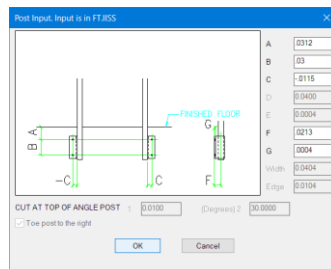 Post Input. Input is in FT.IISS
A .0312
B .03
C -.0115
D 0.0400
E 0.0004
F .0213
G .0004
Width 0.0404
Edge 0.0104
FINISHED FLOOR
A
B
G
-C
C
F
CUT AT TOP OF ANGLE POST 1 0.0100 (Degrees) 2 30.0000
Toe post to the right
OK Cancel